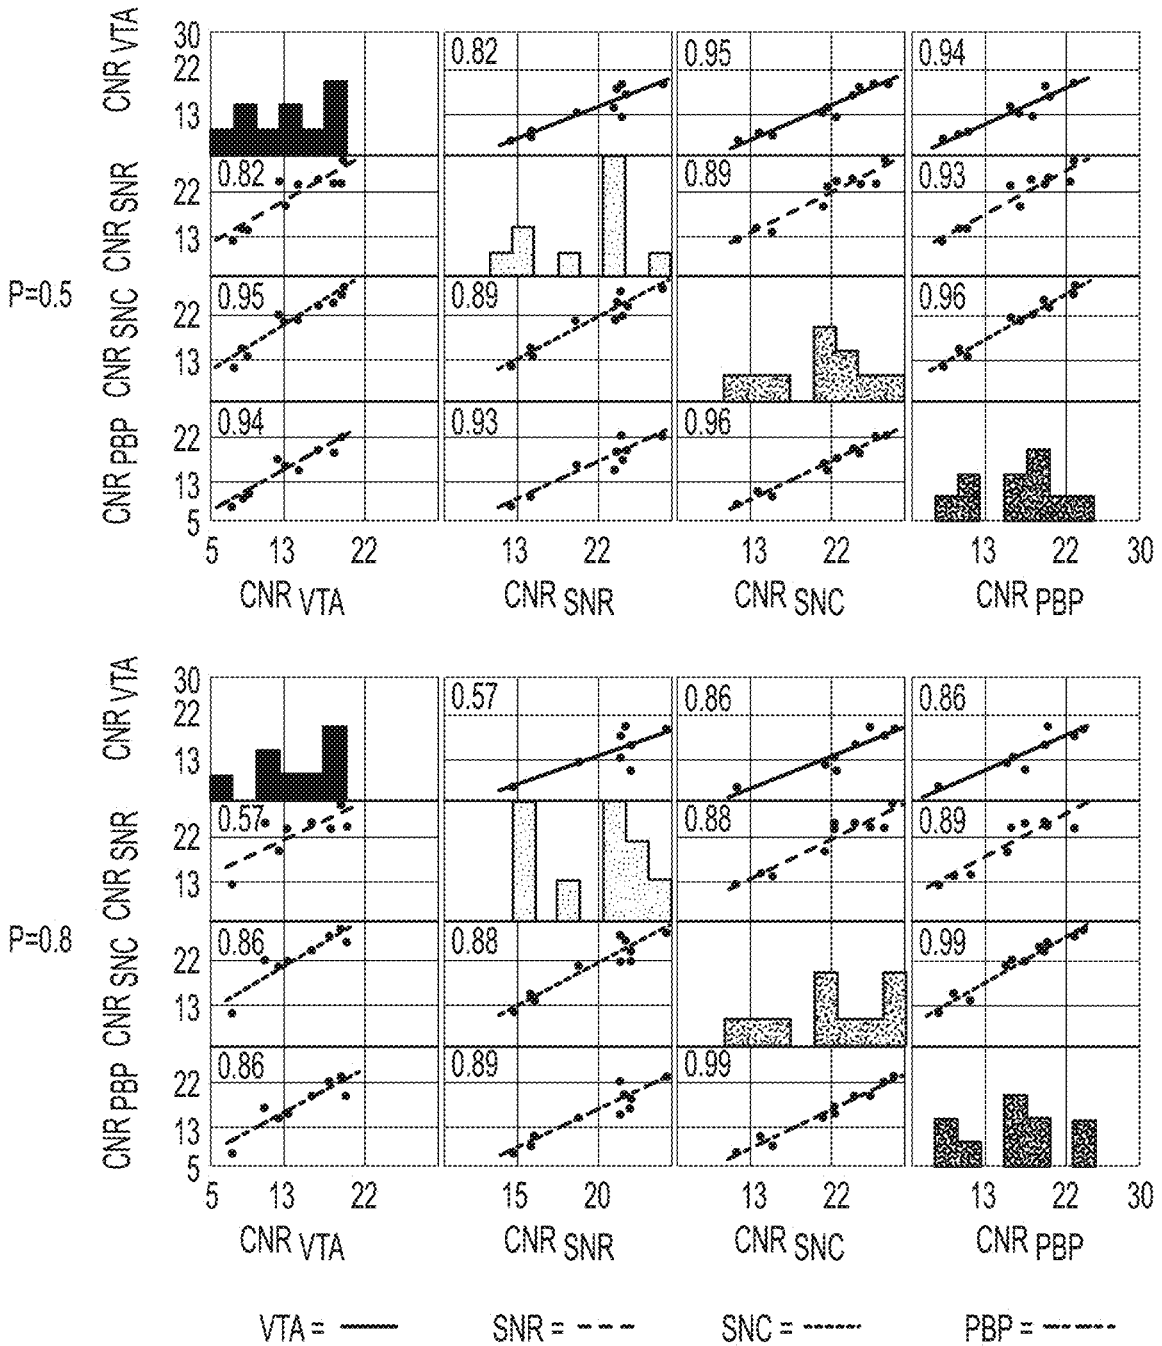 CNR VTA
30
22
13
0.82
0.95
0.94
CNR SNR
22
13
0.82
0.89
0.93
P=0.5
CNR SNC
22
13
0.95
0.89
0.96
CNR PBP
22
13
5
0.94
0.93
0.96
5 13 22 13 22 13 22 13 22 30
CNR VTA CNR SNR CNR SNC CNR PBP
CNR VTA
30
22
13
0.57
0.86
0.86
CNR SNR
22
13
0.57
0.88
0.89
P=0.8
CNR SNC
22
13
0.86
0.88
0.99
CNR PBP
22
13
5
0.86
0.89
0.99
5 13 22 15 20 13 22 13 22 30
CNR VTA CNR SNR CNR SNC CNR PBP
VTA = SNR = SNC = PBP =